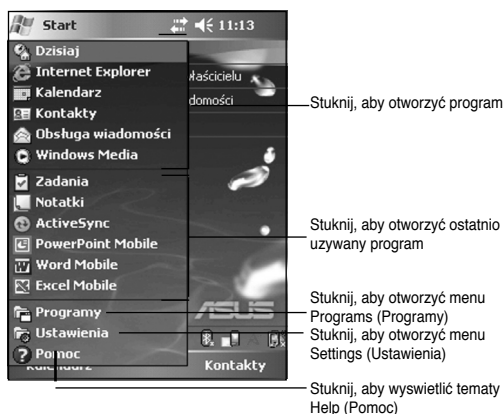 Start 11:13
Dzisiaj
Internet Explorer
właścicielu
Kalendarz
domości
Stuknij, aby otworzyć program
Kontakty
Obsługa wiadomości
Windows Media
Zadania
Notatki
ActiveSync
Stuknij, aby otworzyć ostatnio
uzywany program
PowerPoint Mobile
Word Mobile
Excel Mobile
Programy
ASUS
Stuknij, aby otworzyć menu
Programs (Programy)
Ustawienia
Stuknij, aby otworzyć menu
Settings (Ustawienia)
Pomoc
Kalendarz Kontakty
Stuknij, aby wyswietlić tematy
Help (Pomoc)